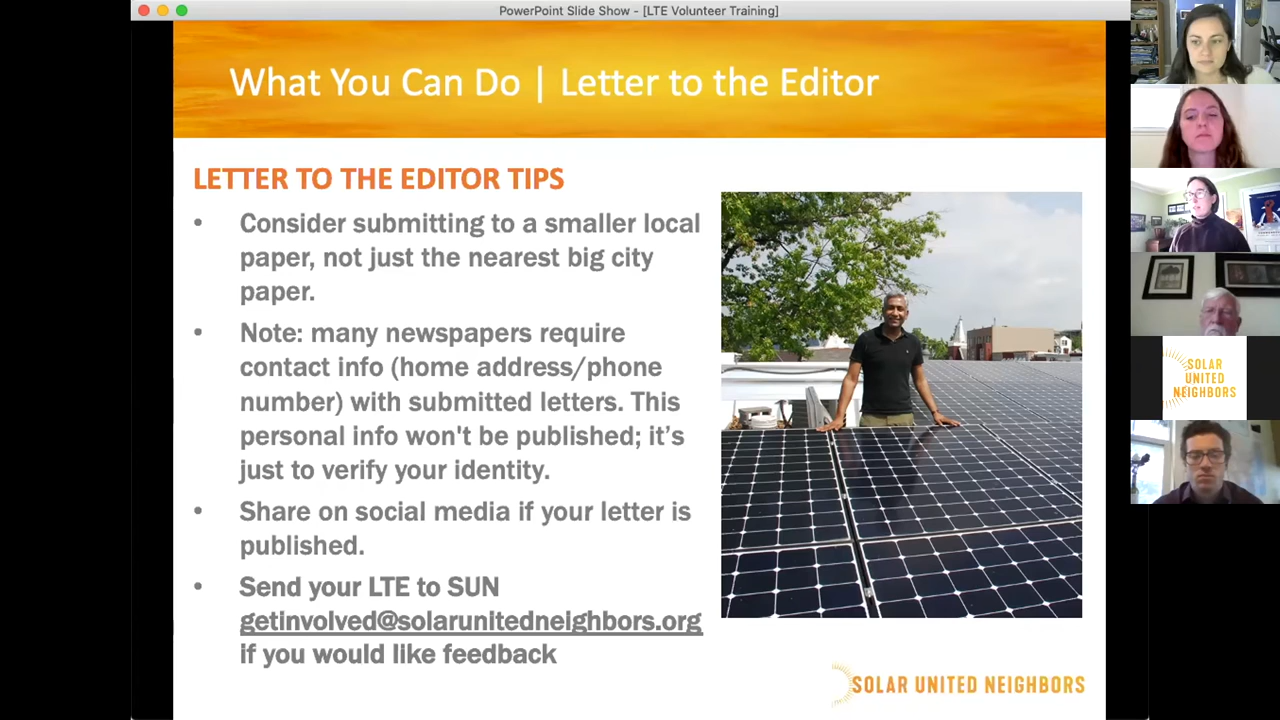 PowerPoint Slide Show - [LTE Volunteer Training]
What You Can Do | Letter to the Editor
LETTER TO THE EDITOR TIPS
• Consider submitting to a smaller local
paper, not just the nearest big city
paper.
• Note: many newspapers require
contact info (home address/phone
number) with submitted letters. This
personal info won't be published; it’s
just to verify your identity.
• Share on social media if your letter is
published.
• Send your LTE to SUN
getinvolved@solarunitedneighbors.org
if you would like feedback
SOLAR UNITED NEIGHBORS
SOLAR
UNITED
NEIGHBORS